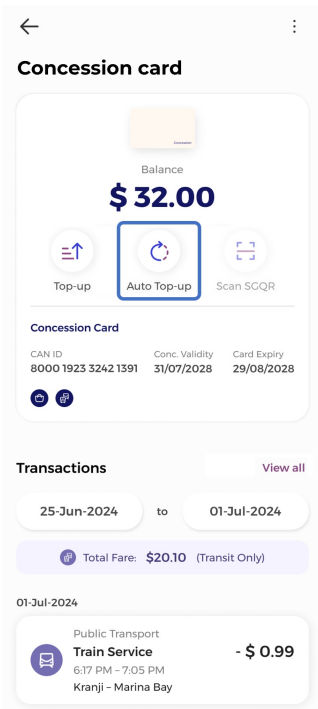 Concession card
Concession
Balance
$ 32.00
Top-up
Auto Top-up
Scan SGQR
Concession Card
CAN ID
Conc. Validity
Card Expiry
8000 1923 3242 1391
31/07/2028
29/08/2028
Transactions
View all
25-Jun-2024
to
01-Jul-2024
Total Fare: $20.10 (Transit Only)
01-Jul-2024
Public Transport
Train Service
- $ 0.99
6:17 PM – 7:05 PM
Kranji – Marina Bay